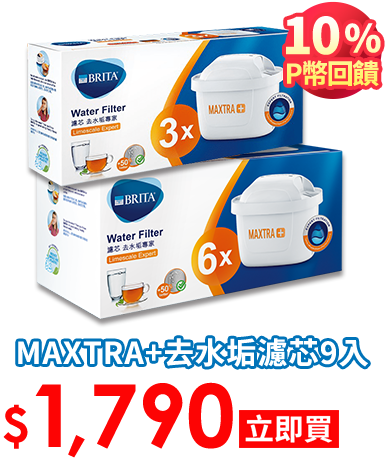 10%
P幣回饋
BRITA
Water Filter
濾芯 去水垢專家
Limescale Expert
3x
MAXTRA+
+50%
BRITA
Water Filter
濾芯 去水垢專家
Limescale Expert
6x
MAXTRA+
+50%
MAXTRA+去水垢濾芯9入
$1,790 立即買